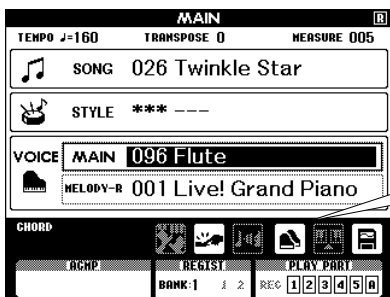 MAIN R
TEMPO ♩=160 TRANSPOSE 0 MEASURE 005
SONG 026 Twinkle Star
STYLE *** ---
VOICE MAIN 096 Flute
MELODY-R 001 Live! Grand Piano
CHORD
ACMP REGIST PLAY PART
BANK:1 1 2 REC 1 2 3 4 5 A